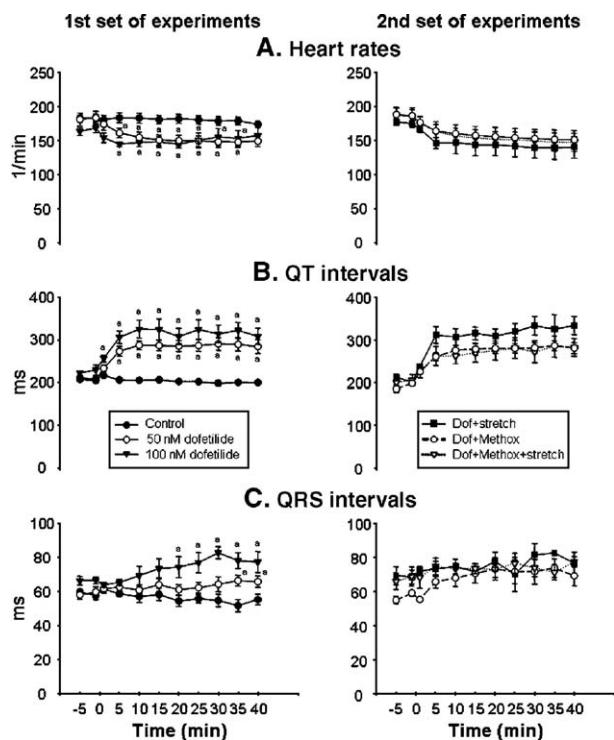 1st set of experiments 2nd set of experiments
A. Heart rates
250 250
200 200
150 150
100 100
50 50
0 0
1/min
a a a a a a a a
a a a a a a a a
B. QT intervals
400 400
300 300
200 200
100 100
0 0
ms
a a a a a a a a a
a a a a a a a a
Control
50 nM dofetilide
100 nM dofetilide
Dof+stretch
Dof+Methox
Dof+Methox+stretch
C. QRS intervals
100 100
80 80
60 60
40 40
20 20
0 0
ms
a a a a a
a a
-5 0 5 10 15 20 25 30 35 40 -5 0 5 10 15 20 25 30 35 40
Time (min) Time (min)